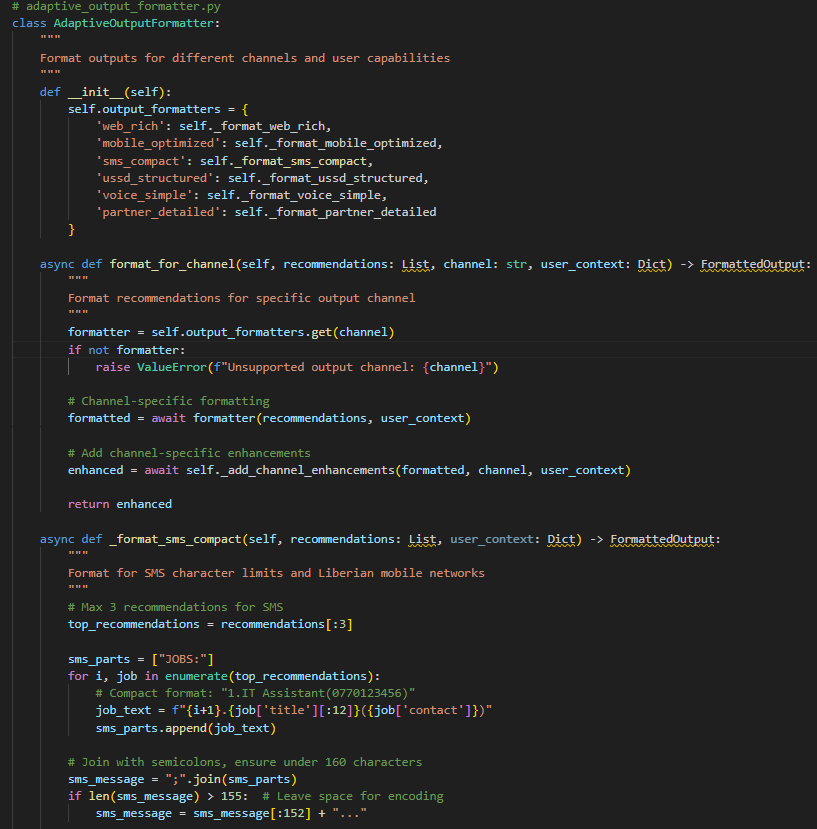 # adaptive_output_formatter.py
class AdaptiveOutputFormatter:
    """
    Format outputs for different channels and user capabilities
    """
    def __init__(self):
        self.output_formatters = {
            'web_rich': self._format_web_rich,
            'mobile_optimized': self._format_mobile_optimized,
            'sms_compact': self._format_sms_compact,
            'ussd_structured': self._format_ussd_structured,
            'voice_simple': self._format_voice_simple,
            'partner_detailed': self._format_partner_detailed
        }

    async def format_for_channel(self, recommendations: List, channel: str, user_context: Dict) -> FormattedOutput:
        """
        Format recommendations for specific output channel
        """
        formatter = self.output_formatters.get(channel)
        if not formatter:
            raise ValueError(f"Unsupported output channel: {channel}")

        # Channel-specific formatting
        formatted = await formatter(recommendations, user_context)

        # Add channel-specific enhancements
        enhanced = await self._add_channel_enhancements(formatted, channel, user_context)

        return enhanced

    async def _format_sms_compact(self, recommendations: List, user_context: Dict) -> FormattedOutput:
        """
        Format for SMS character limits and Liberian mobile networks
        """
        # Max 3 recommendations for SMS
        top_recommendations = recommendations[:3]

        sms_parts = ["JOBS:"]
        for i, job in enumerate(top_recommendations):
            # Compact format: "1.IT Assistant(0770123456)"
            job_text = f"{i+1}.{job['title'][:12]}({job['contact']})"
            sms_parts.append(job_text)

        # Join with semicolons, ensure under 160 characters
        sms_message = ";".join(sms_parts)
        if len(sms_message) > 155:  # Leave space for encoding
            sms_message = sms_message[:152] + "..."